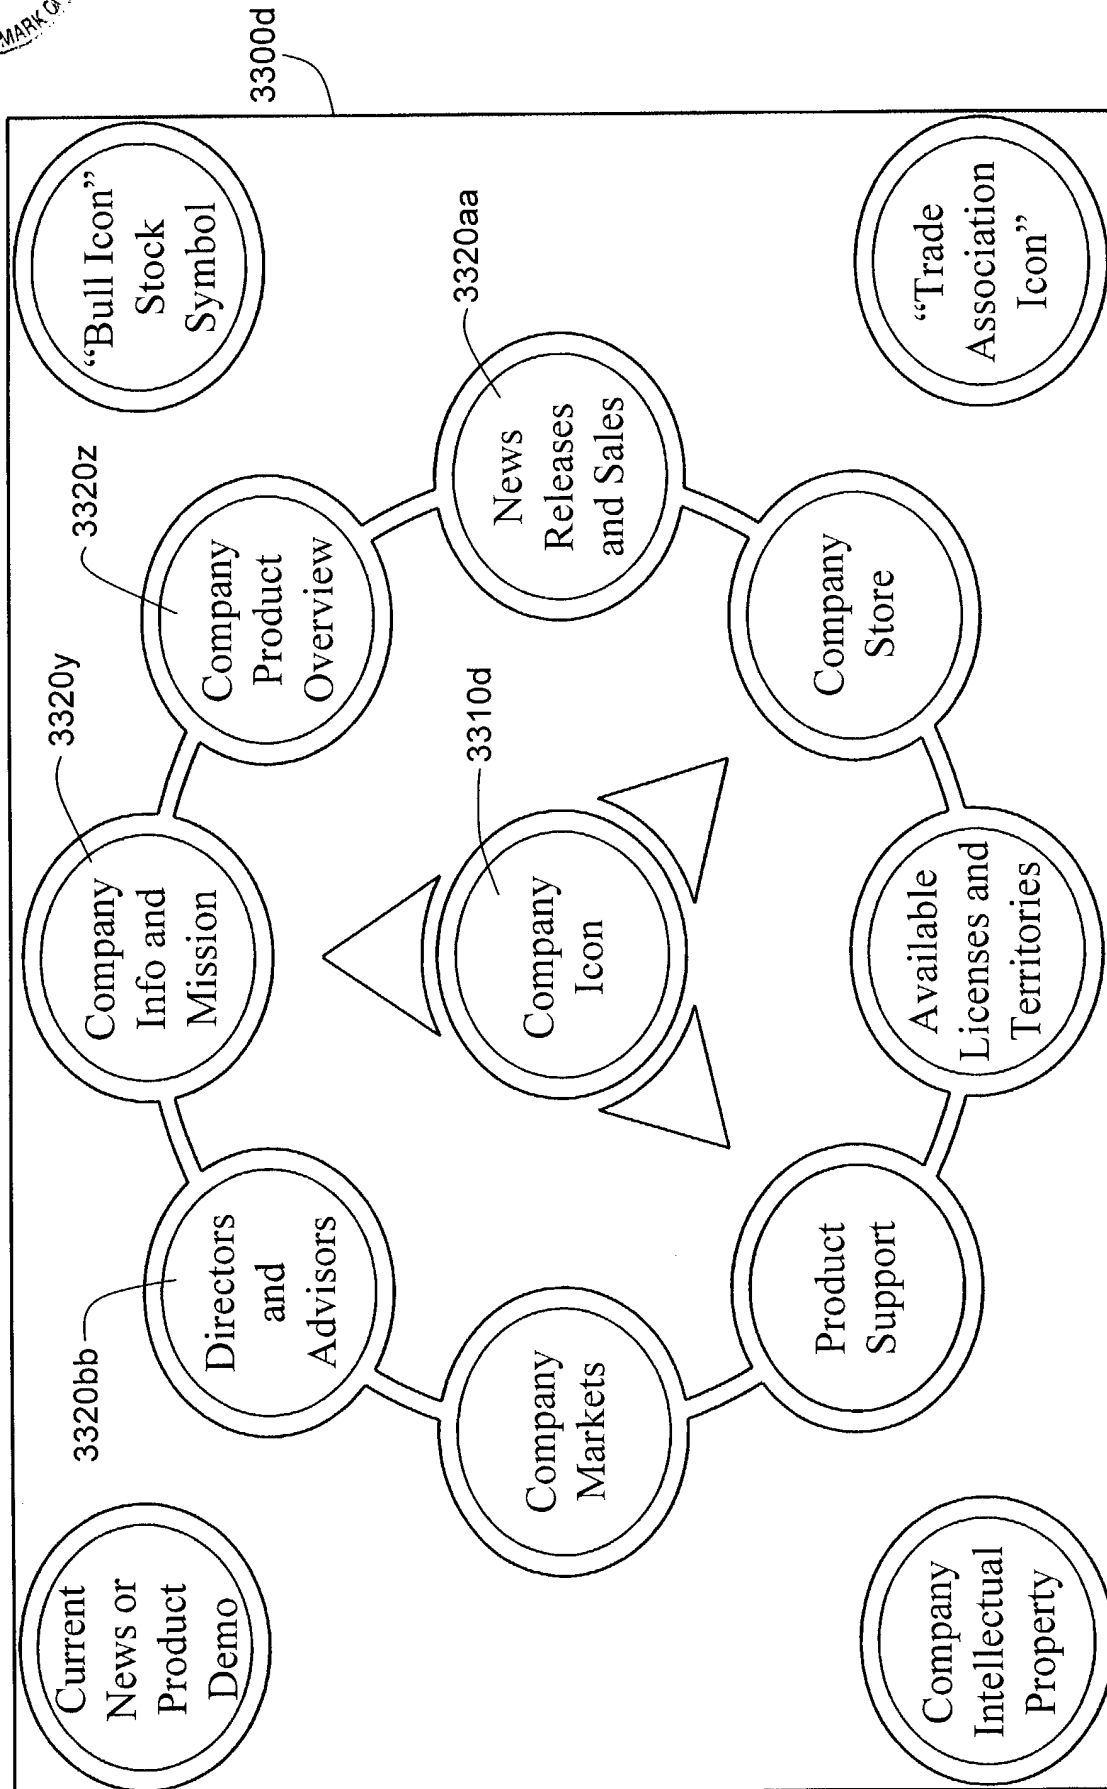 MARK
3300d
Current
News or
Product
Demo
3320bb
Directors
and
Advisors
3320y
Company
Info and
Mission
3320z
Company
Product
Overview
“Bull Icon”
Stock
Symbol
Company
Markets
3310d
Company
Icon
3320aa
News
Releases
and Sales
Product
Support
Company
Store
Company
Intellectual
Property
Available
Licenses and
Territories
“Trade
Association
Icon”